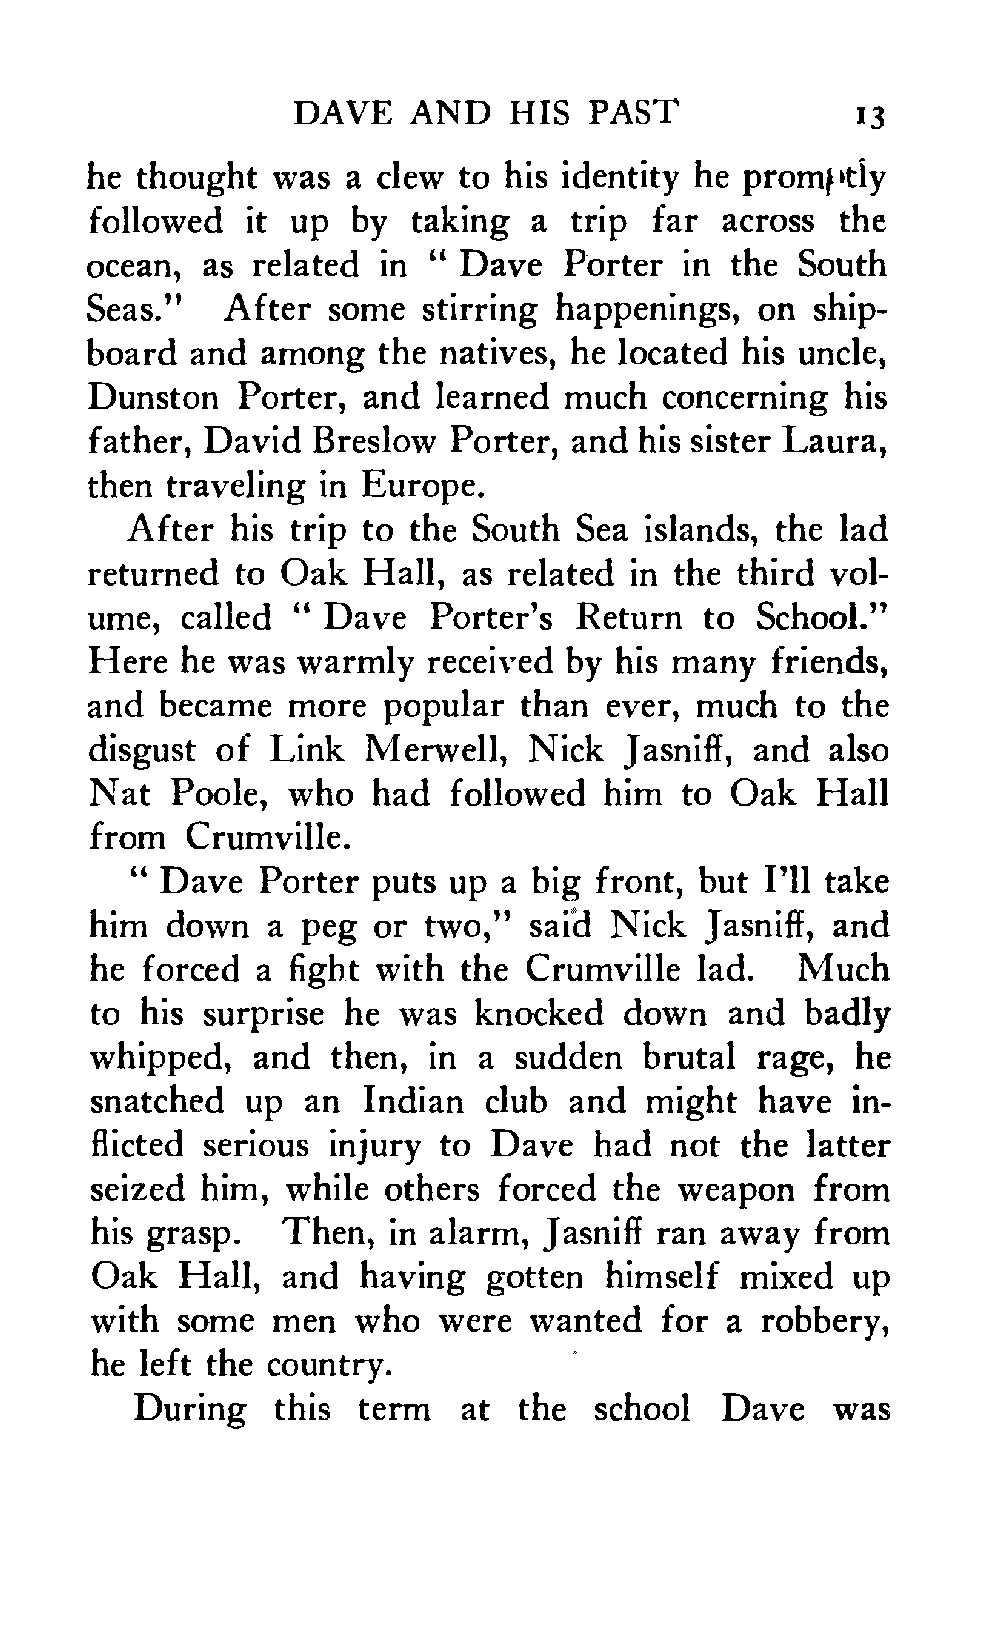 DAVE AND HIS PAST 13
he thought was a clew to his identity he promptly
followed it up by taking a trip far across the
ocean, as related in " Dave Porter in the South
Seas." After some stirring happenings, on ship-
board and among the natives, he located his uncle,
Dunston Porter, and learned much concerning his
father, David Breslow Porter, and his sister Laura,
then traveling in Europe.
After his trip to the South Sea islands, the lad
returned to Oak Hall, as related in the third vol-
ume, called " Dave Porter's Return to School."
Here he was warmly received by his many friends,
and became more popular than ever, much to the
disgust of Link Merwell, Nick Jasniff, and also
Nat Poole, who had followed him to Oak Hall
from Crumville.
" Dave Porter puts up a big front, but I'll take
him down a peg or two," said Nick Jasniff, and
he forced a fight with the Crumville lad. Much
to his surprise he was knocked down and badly
whipped, and then, in a sudden brutal rage, he
snatched up an Indian club and might have in-
flicted serious injury to Dave had not the latter
seized him, while others forced the weapon from
his grasp. Then, in alarm, Jasniff ran away from
Oak Hall, and having gotten himself mixed up
with some men who were wanted for a robbery,
he left the country.
During this term at the school Dave was